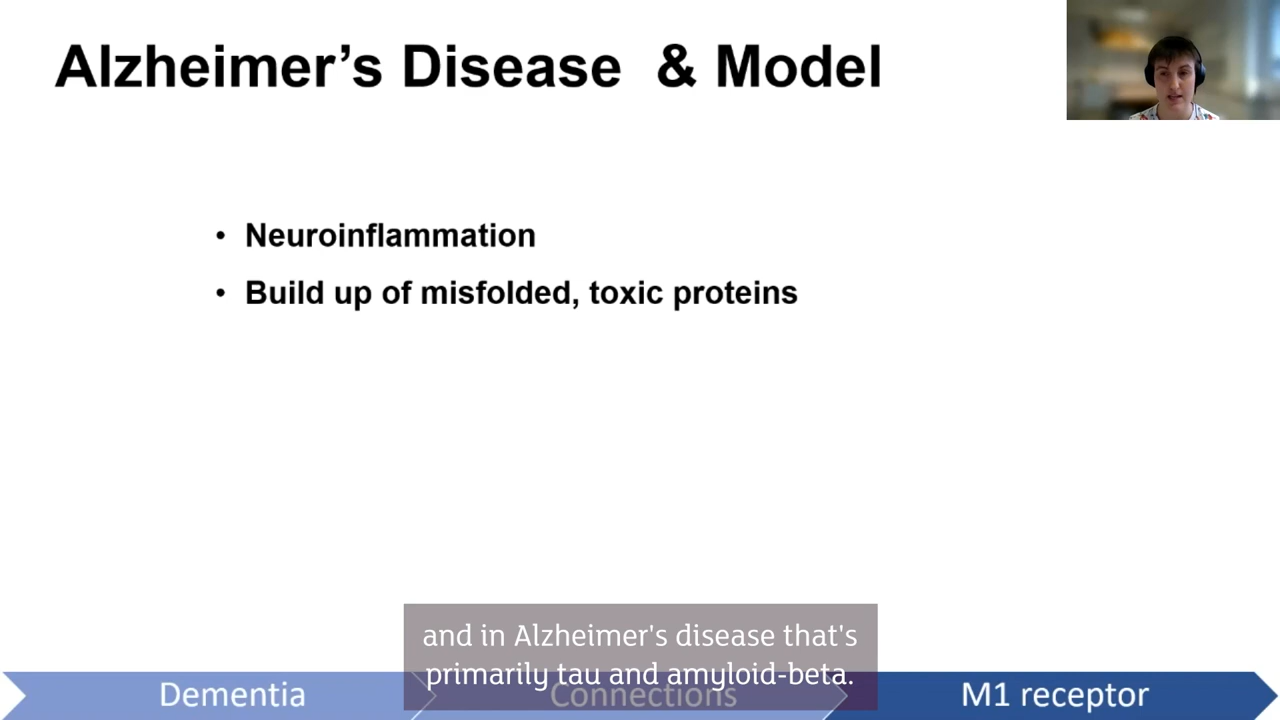 Alzheimer’s Disease & Model
• Neuroinflammation
• Build up of misfolded, toxic proteins
and in Alzheimer's disease that's
primarily tau and amyloid-beta.
Dementia
Connections
M1 receptor